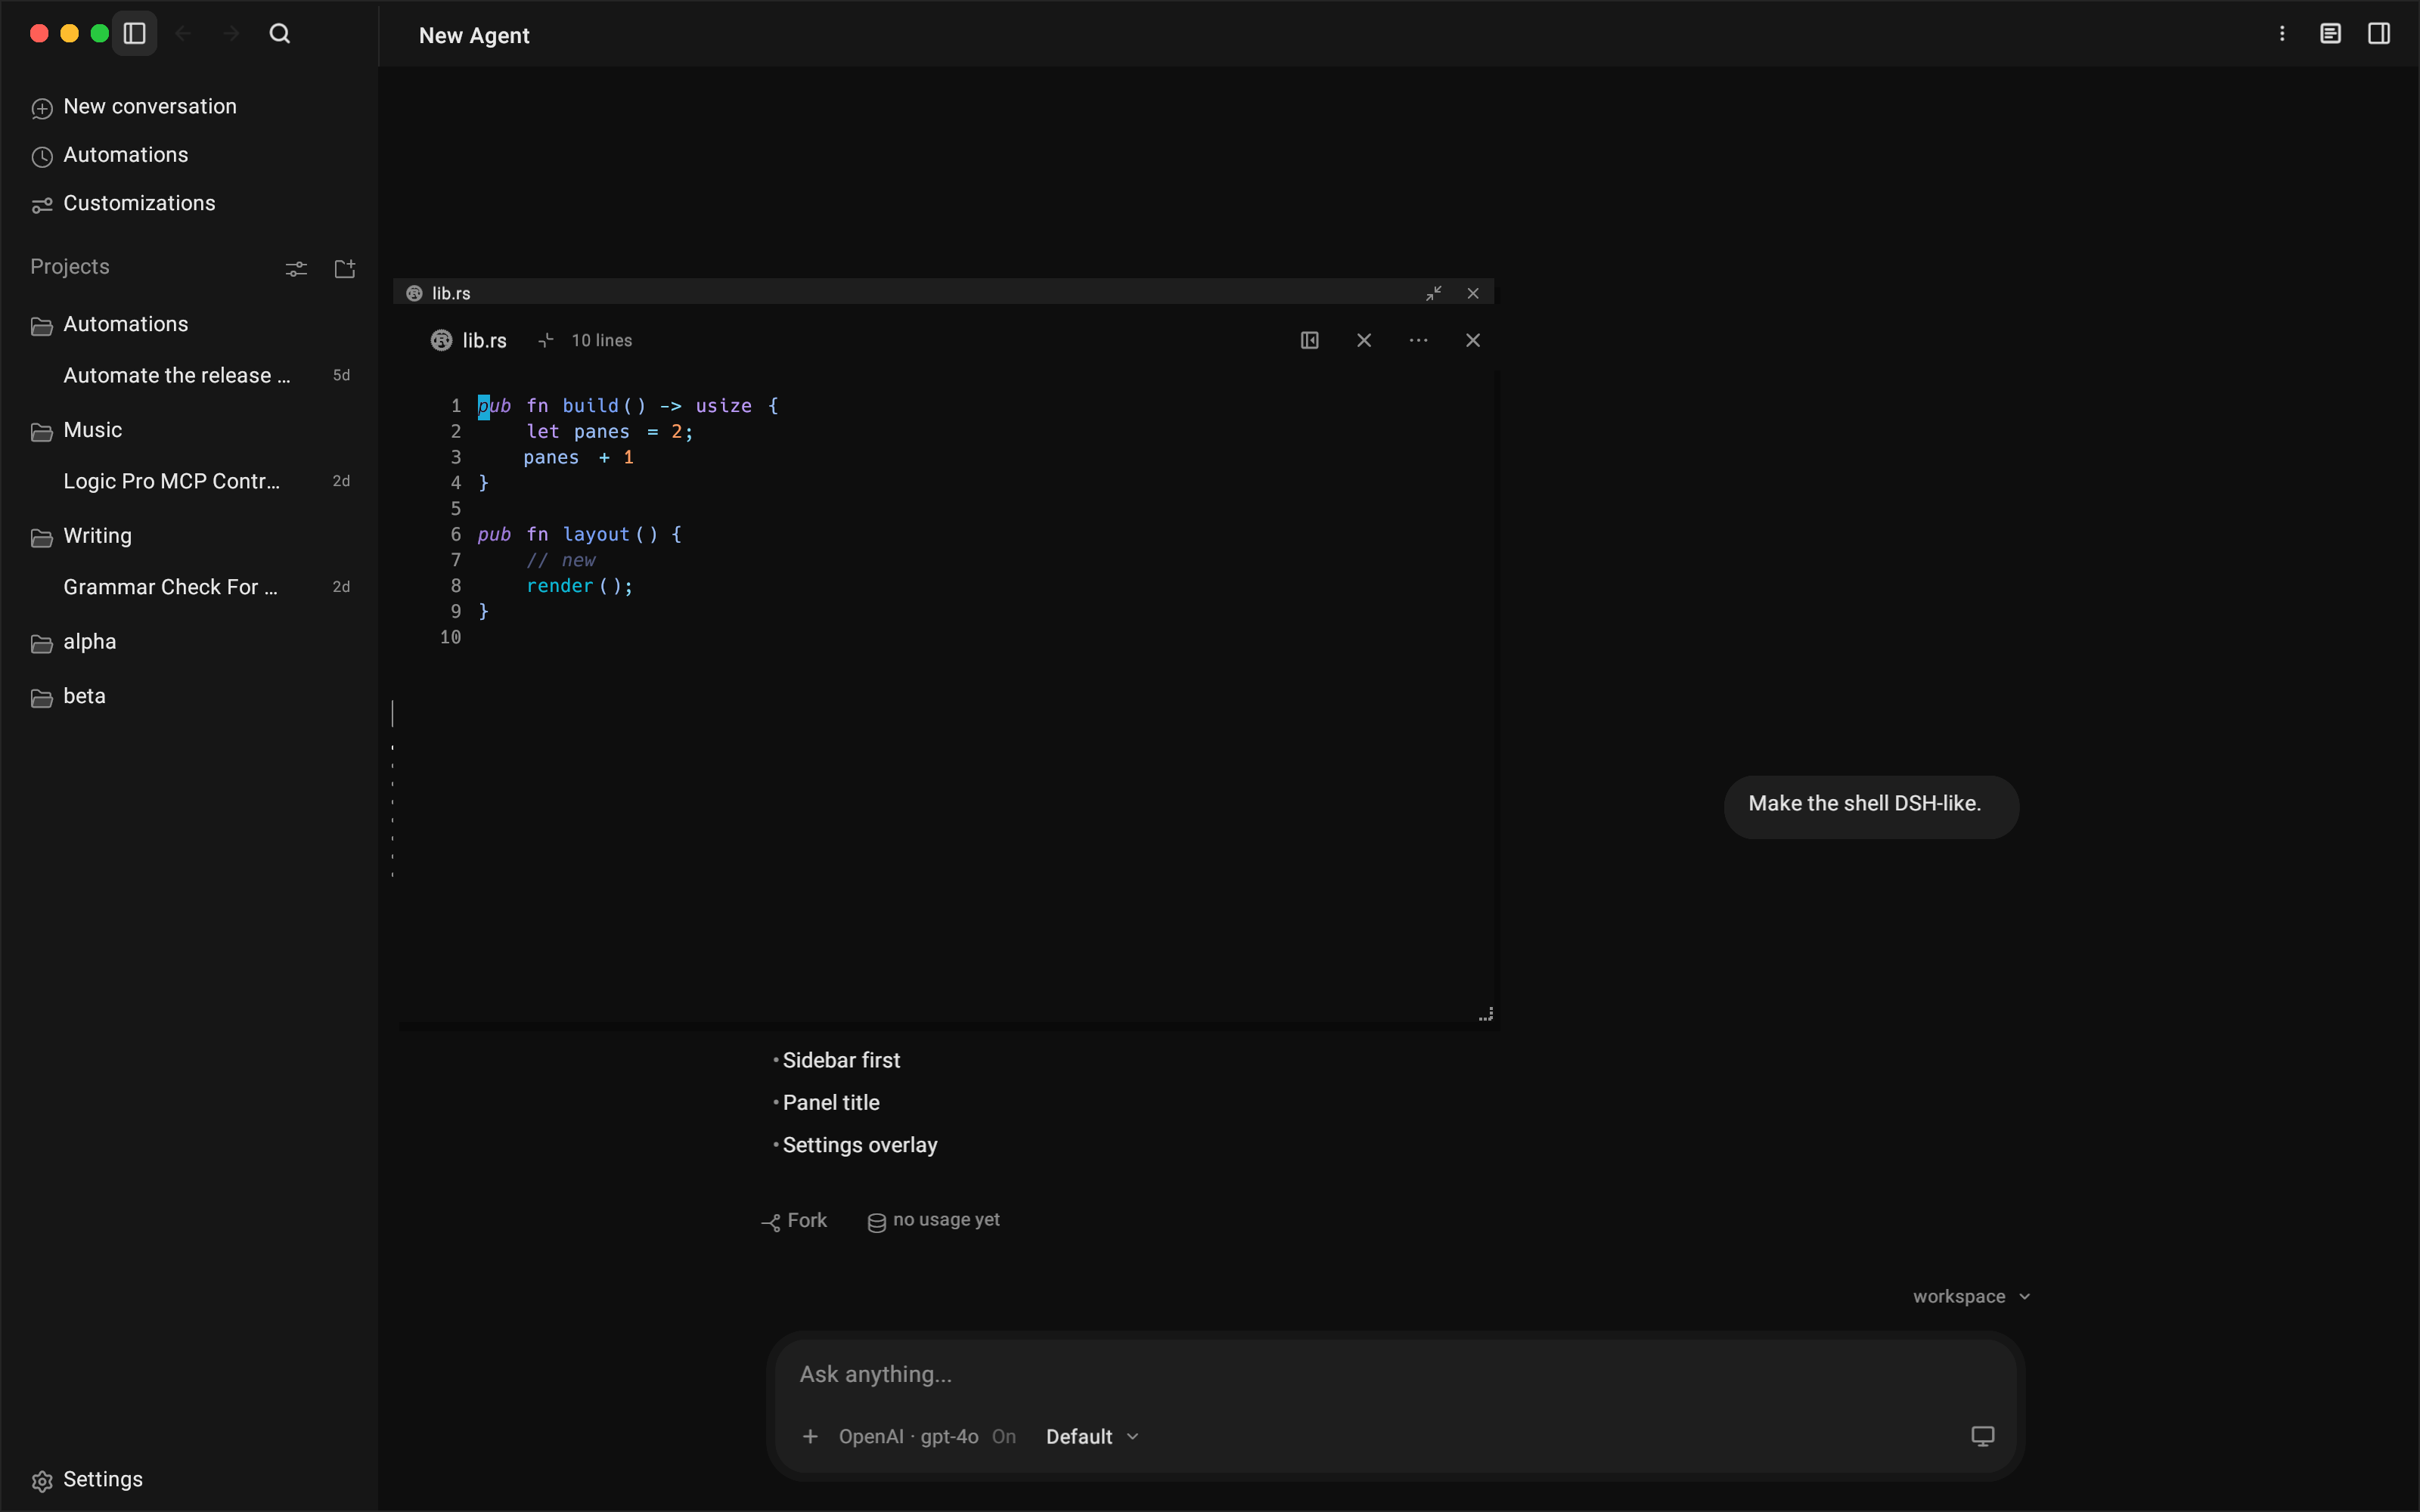 New Agent
New conversation
Automations
Customizations
Projects
Automations
Automate the release ... 5d
Music
Logic Pro MCP Contr... 2d
Writing
Grammar Check For ... 2d
alpha
beta
Settings
lib.rs
lib.rs 10 lines
1 pub fn build() -> usize {
2     let panes = 2;
3     panes + 1
4 }
5
6 pub fn layout() {
7     // new
8     render();
9 }
10
Make the shell DSH-like.
•Sidebar first
•Panel title
•Settings overlay
Fork no usage yet
workspace
Ask anything...
OpenAI · gpt-4o On Default